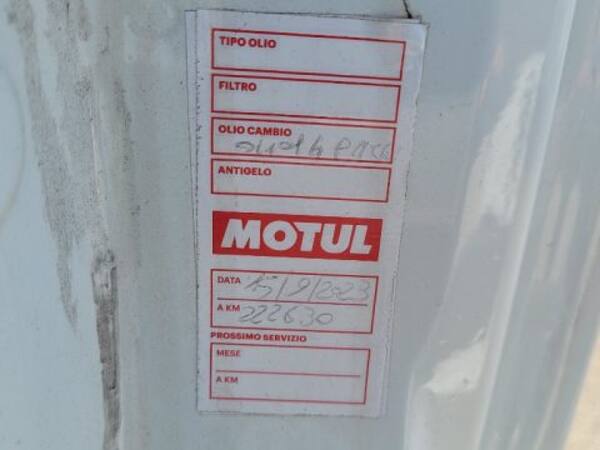 TIPO OLIO
FILTRO
OLIO CAMBIO
ANTIGELO
MOTUL
DATA 15/9/2023
A KM 222630
PROSSIMO SERVIZIO
MESE
A KM